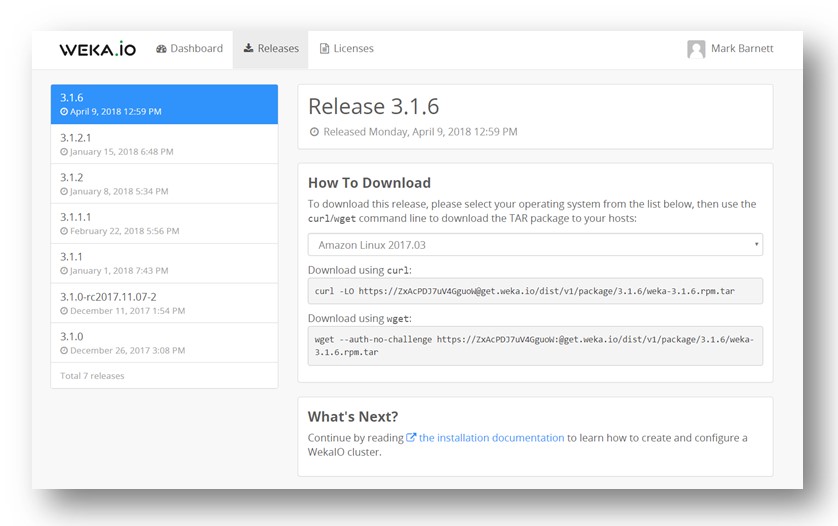 WEKA.iO Dashboard Releases Licenses Mark Barnett
3.1.6
April 9, 2018 12:59 PM
3.1.2.1
January 15, 2018 6:48 PM
3.1.2
January 8, 2018 5:34 PM
3.1.1.1
February 22, 2018 5:56 PM
3.1.1
January 1, 2018 7:43 PM
3.1.0-rc2017.11.07-2
December 11, 2017 1:54 PM
3.1.0
December 26, 2017 3:08 PM
Total 7 releases
Release 3.1.6
Released Monday, April 9, 2018 12:59 PM
How To Download
To download this release, please select your operating system from the list below, then use the
curl/wget command line to download the TAR package to your hosts:
Amazon Linux 2017.03
Download using curl:
curl -LO https://ZxAcPDJ7uV4GguoW@get.weka.io/dist/v1/package/3.1.6/weka-3.1.6.rpm.tar
Download using wget:
wget --auth-no-challenge https://ZxAcPDJ7uV4GguoW:@get.weka.io/dist/v1/package/3.1.6/weka-
3.1.6.rpm.tar
What's Next?
Continue by reading the installation documentation to learn how to create and configure a
WekaIO cluster.